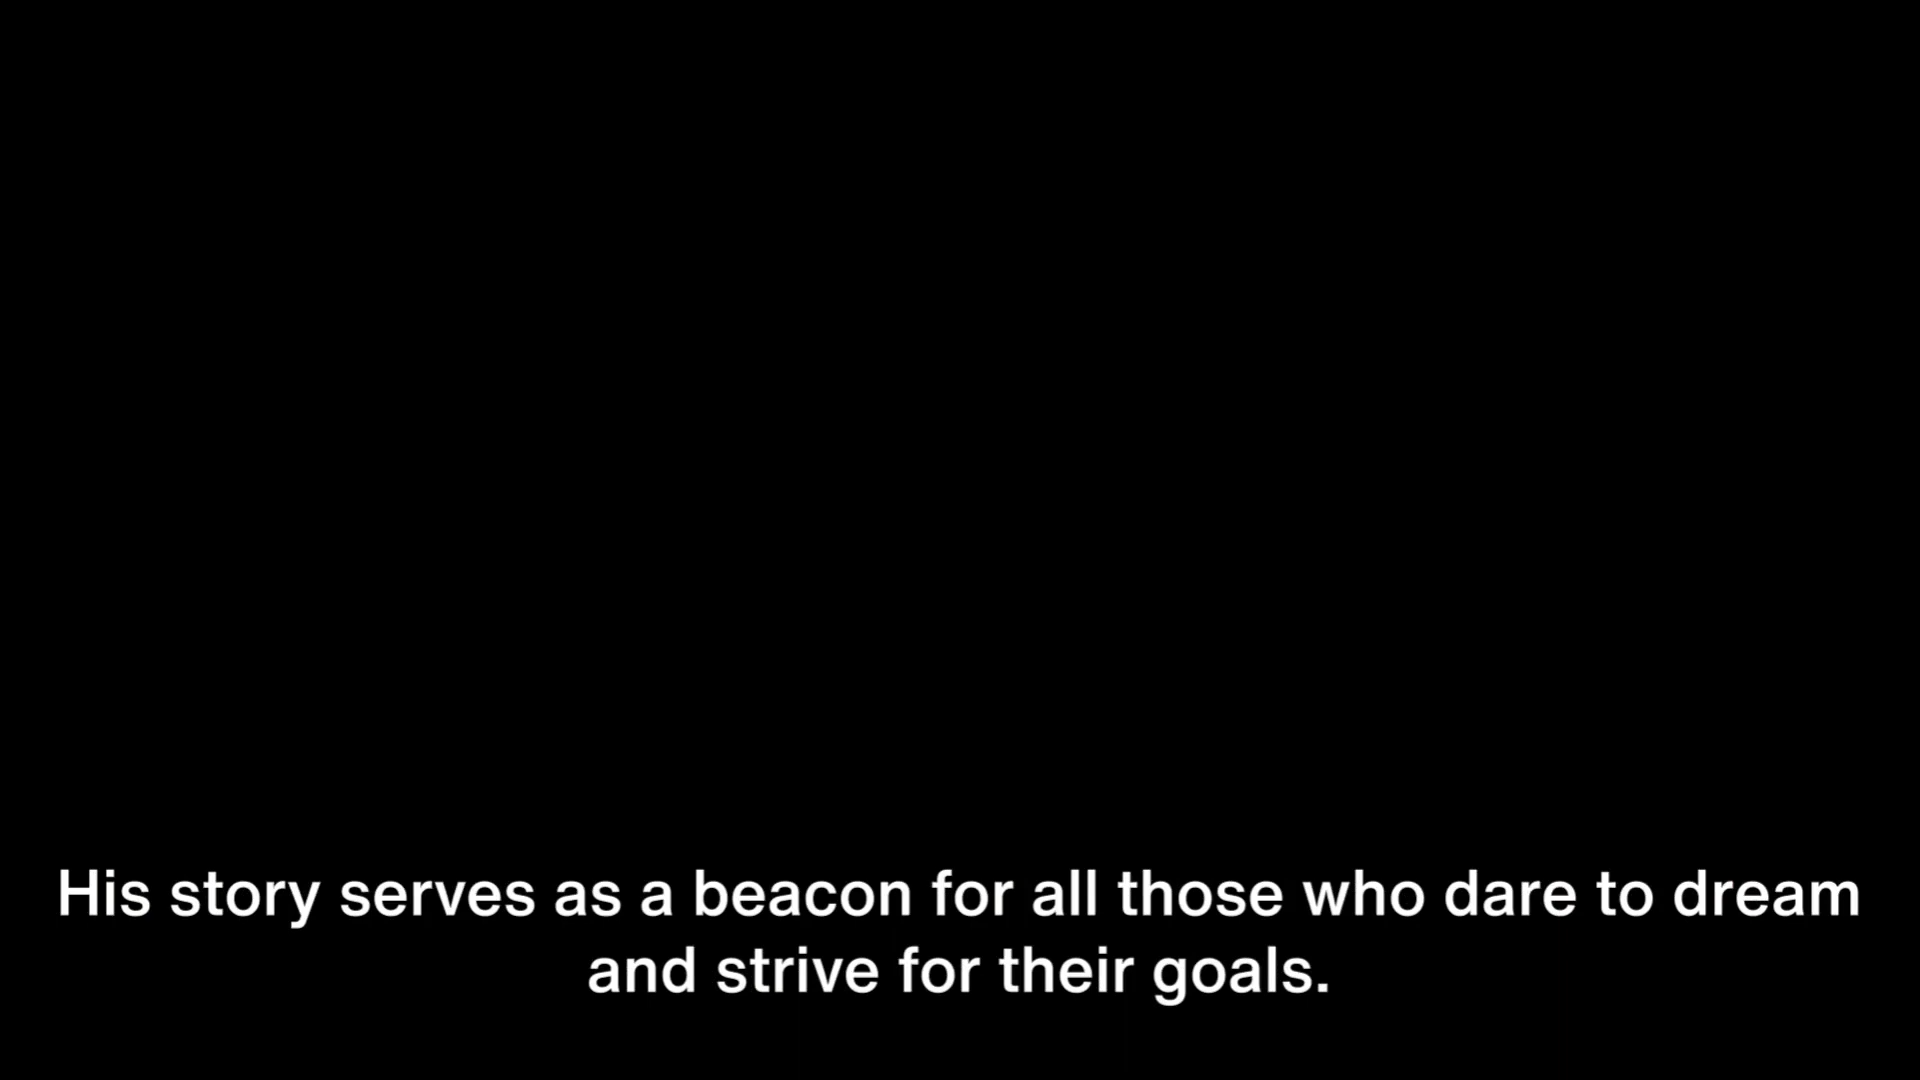 His story serves as a beacon for all those who dare to dream
and strive for their goals.